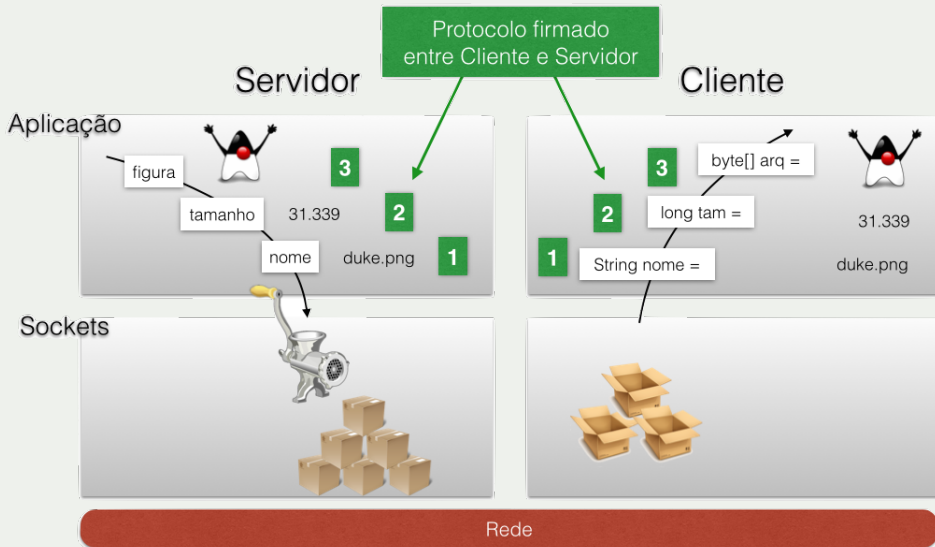 Protocolo firmado
entre Cliente e Servidor
Servidor
Cliente
Aplicação
figura
3
tamanho
31.339
2
nome
duke.png
1
3
byte[] arq =
2
long tam =
31.339
1
String nome =
duke.png
Sockets
Rede